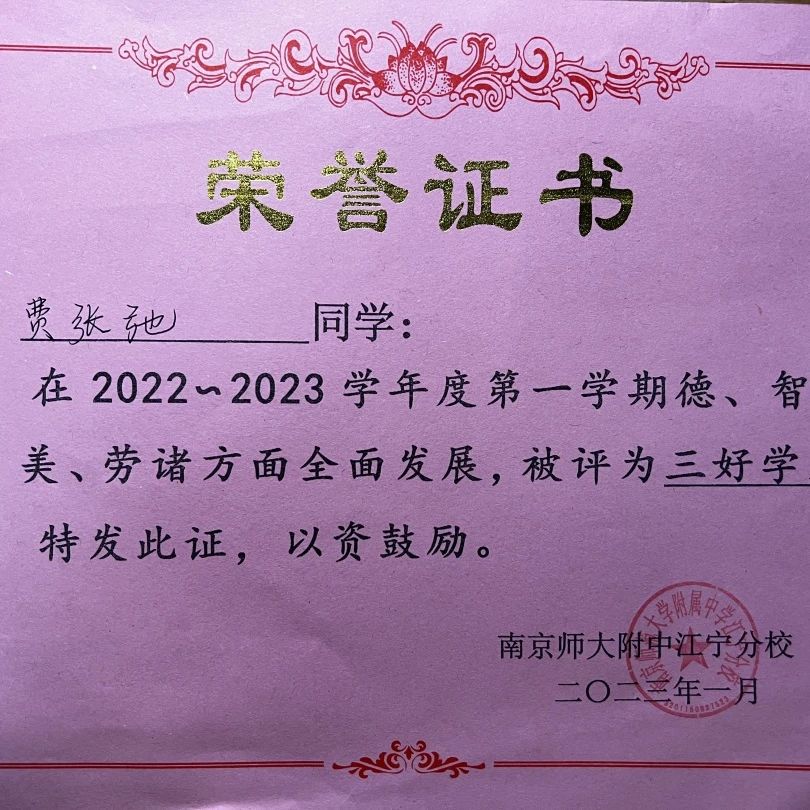 荣誉证书
费张弛 同学：
在 2022~2023 学年度第一学期德、智
美、劳诸方面全面发展，被评为三好学
特发此证，以资鼓励。
南京师大附中江宁分校
二〇二三年一月